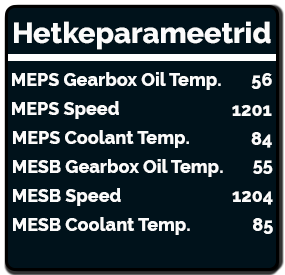 Hetkeparameetrid
MEPS Gearbox Oil Temp. 56
MEPS Speed 1201
MEPS Coolant Temp. 84
MESB Gearbox Oil Temp. 55
MESB Speed 1204
MESB Coolant Temp. 85